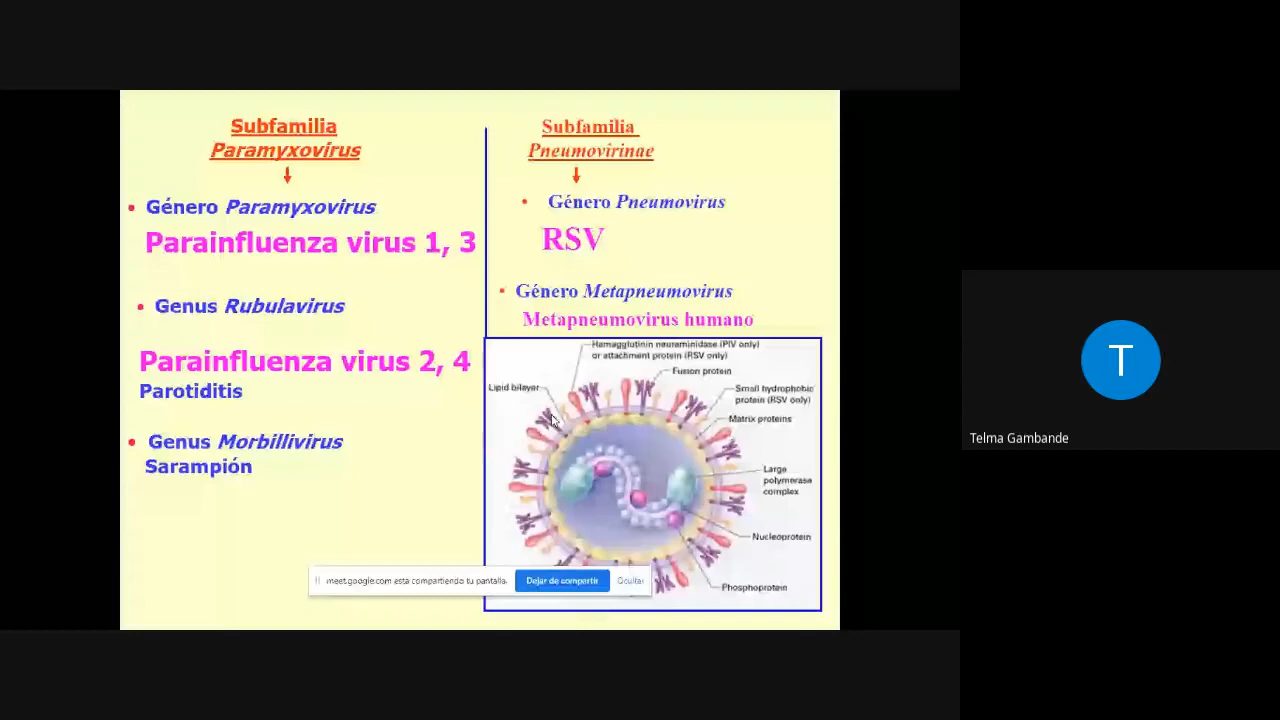 Subfamilia
Paramyxovirus
• Género Paramyxovirus
Parainfluenza virus 1, 3
• Genus Rubulavirus
Parainfluenza virus 2, 4
Parotiditis
• Genus Morbillivirus
Sarampión
Subfamilia
Pneumovirinae
• Género Pneumovirus
RSV
• Género Metapneumovirus
Metapneumovirus humano
Hemagglutinin neuraminidase (PIV only)
or attachment protein (RSV only)
Fusion protein
Lipid bilayer
Small hydrophobic
protein (RSV only)
Matrix proteins
Large
polymerase
complex
Nucleoprotein
Phosphoprotein
meet.google.com está compartiendo tu pantalla.
Dejar de compartir
Ocultar
T
Telma Gambande